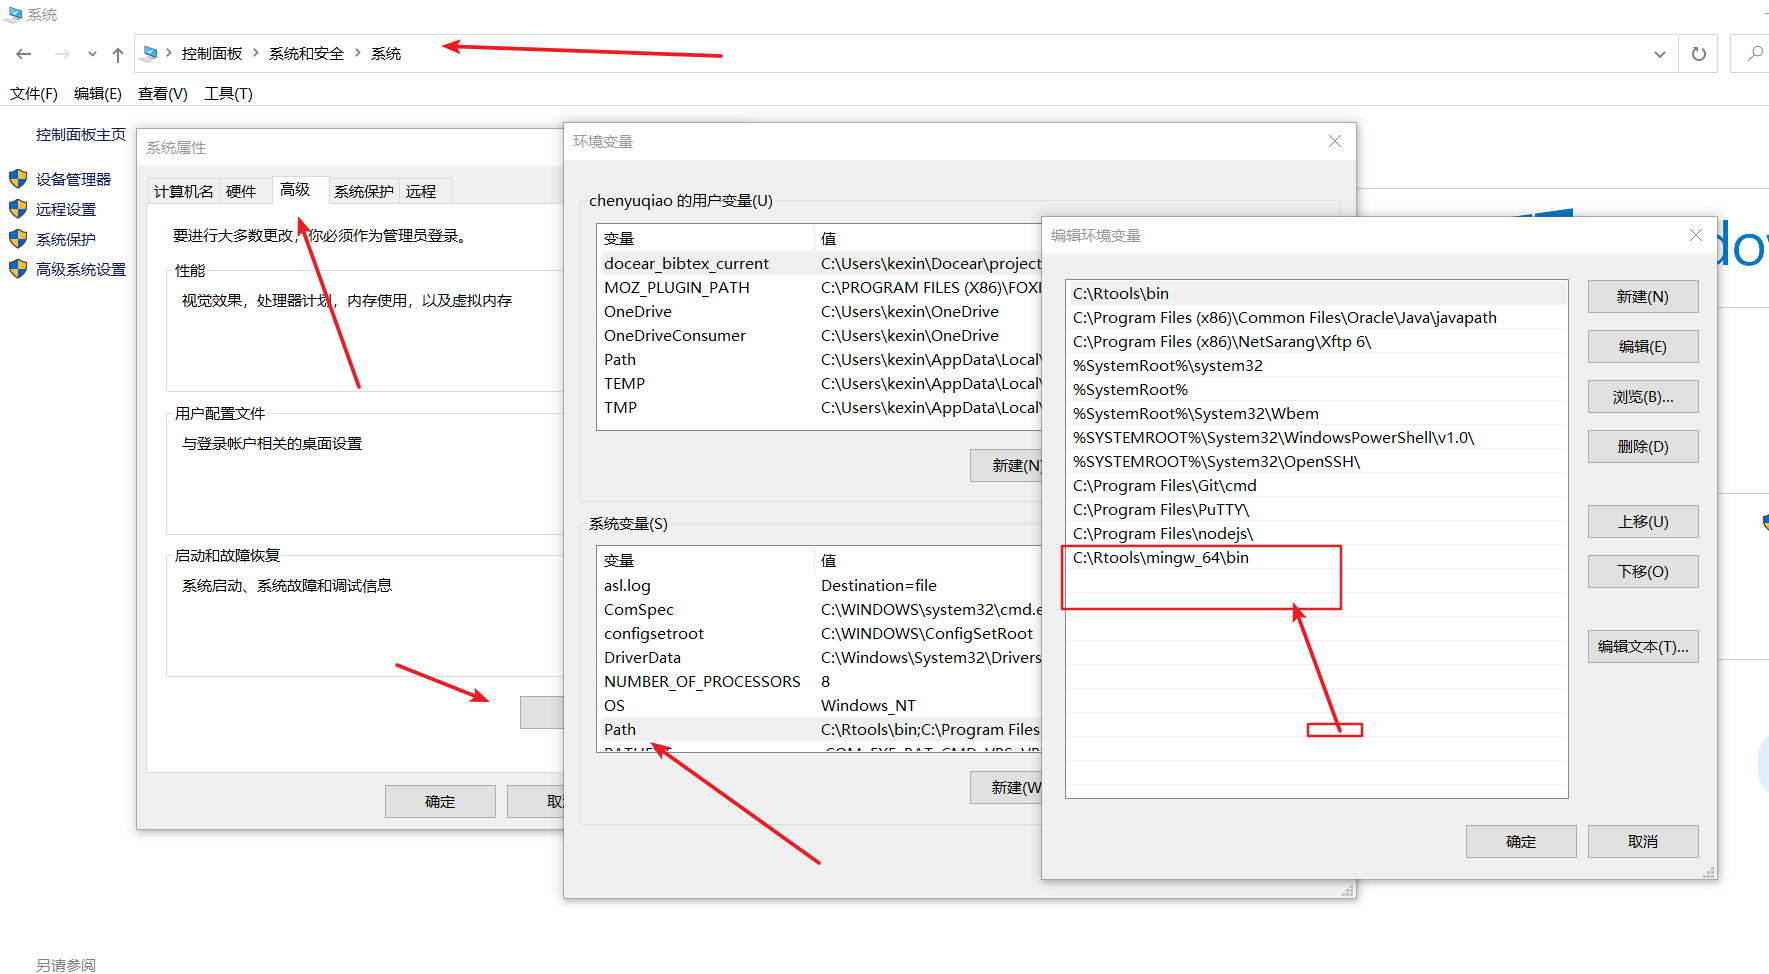 系统
控制面板 系统和安全 系统
文件(F) 编辑(E) 查看(V) 工具(T)
控制面板主页
设备管理器
远程设置
系统保护
高级系统设置
另请参阅
系统属性
计算机名 硬件 高级 系统保护 远程
要进行大多数更改，你必须作为管理员登录。
性能
视觉效果，处理器计划，内存使用，以及虚拟内存
用户配置文件
与登录帐户相关的桌面设置
启动和故障恢复
系统启动、系统故障和调试信息
确定
环境变量
chenyuqiao 的用户变量(U)
变量 值
docear_bibtex_current C:\Users\kexin\Docear\project
MOZ_PLUGIN_PATH C:\PROGRAM FILES (X86)\FOXI
OneDrive C:\Users\kexin\OneDrive
OneDriveConsumer C:\Users\kexin\OneDrive
Path C:\Users\kexin\AppData\Local\
TEMP C:\Users\kexin\AppData\Local\
TMP C:\Users\kexin\AppData\Local\
新建(N)
系统变量(S)
变量 值
asl.log Destination=file
ComSpec C:\WINDOWS\system32\cmd.e
configsetroot C:\WINDOWS\ConfigSetRoot
DriverData C:\Windows\System32\Drivers
NUMBER_OF_PROCESSORS 8
OS Windows_NT
Path C:\Rtools\bin;C:\Program Files
新建(W
编辑环境变量
C:\Rtools\bin
C:\Program Files (x86)\Common Files\Oracle\Java\javapath
C:\Program Files (x86)\NetSarang\Xftp 6\
%SystemRoot%\system32
%SystemRoot%
%SystemRoot%\System32\Wbem
%SYSTEMROOT%\System32\WindowsPowerShell\v1.0\
%SYSTEMROOT%\System32\OpenSSH\
C:\Program Files\Git\cmd
C:\Program Files\PuTTY\
C:\Program Files\nodejs\
C:\Rtools\mingw_64\bin
新建(N)
编辑(E)
浏览(B)...
删除(D)
上移(U)
下移(O)
编辑文本(T)...
确定 取消